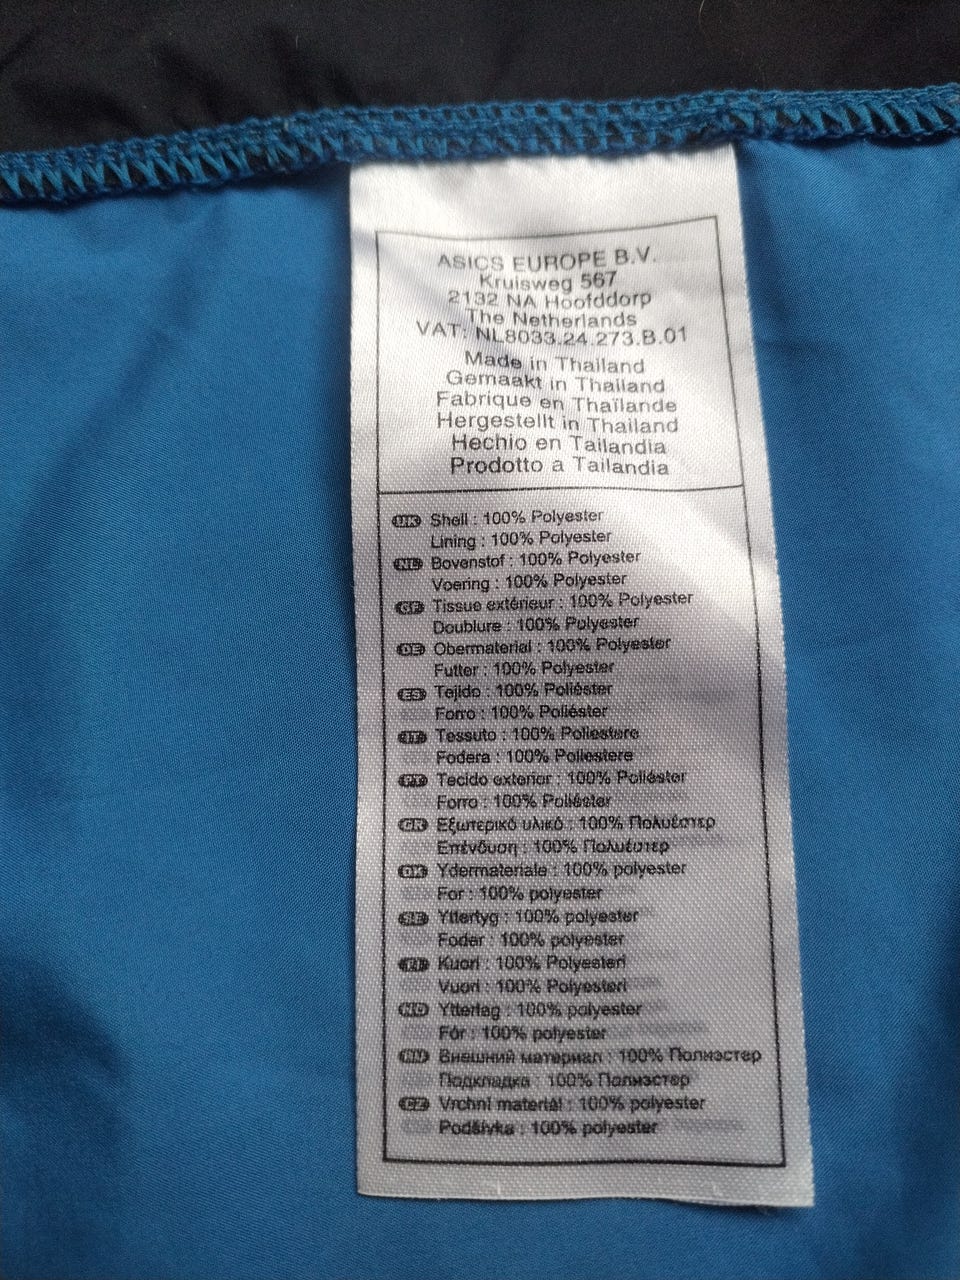 ASICS EUROPE B.V.
Kruisweg 567
2132 NA Hoofddorp
The Netherlands
VAT: NL8033.24.273.B.01
Made in Thailand
Gemaakt in Thailand
Fabrique en Thaïlande
Hergestellt in Thailand
Hechio en Tailandia
Prodotto a Tailandia
UK Shell : 100% Polyester
Lining : 100% Polyester
NL Bovenstof : 100% Polyester
Voering : 100% Polyester
GF Tissue extérieur : 100% Polyester
Doublure : 100% Polyester
DE Obermaterial : 100% Polyester
Futter : 100% Polyester
ES Tejido : 100% Poliéster
Forro : 100% Poliéster
IT Tessuto : 100% Poliestere
Fodera : 100% Poliestere
PT Tecido exterior : 100% Poliéster
Forro : 100% Poliéster
GR Εξωτερικό υλικό : 100% Πολυέστερ
Επένδυση : 100% Πολυέστερ
DK Ydermateriale : 100% polyester
For : 100% polyester
SE Yttertyg : 100% polyester
Foder : 100% polyester
FI Kuori : 100% Polyesteri
Vuori : 100% Polyesteri
NO Ytterlag : 100% polyester
Fór : 100% polyester
Внешний материал : 100% Полиэстер
Подкладка : 100% Полиэстер
CZ Vrchní materiál : 100% polyester
Podšívka : 100% polyester